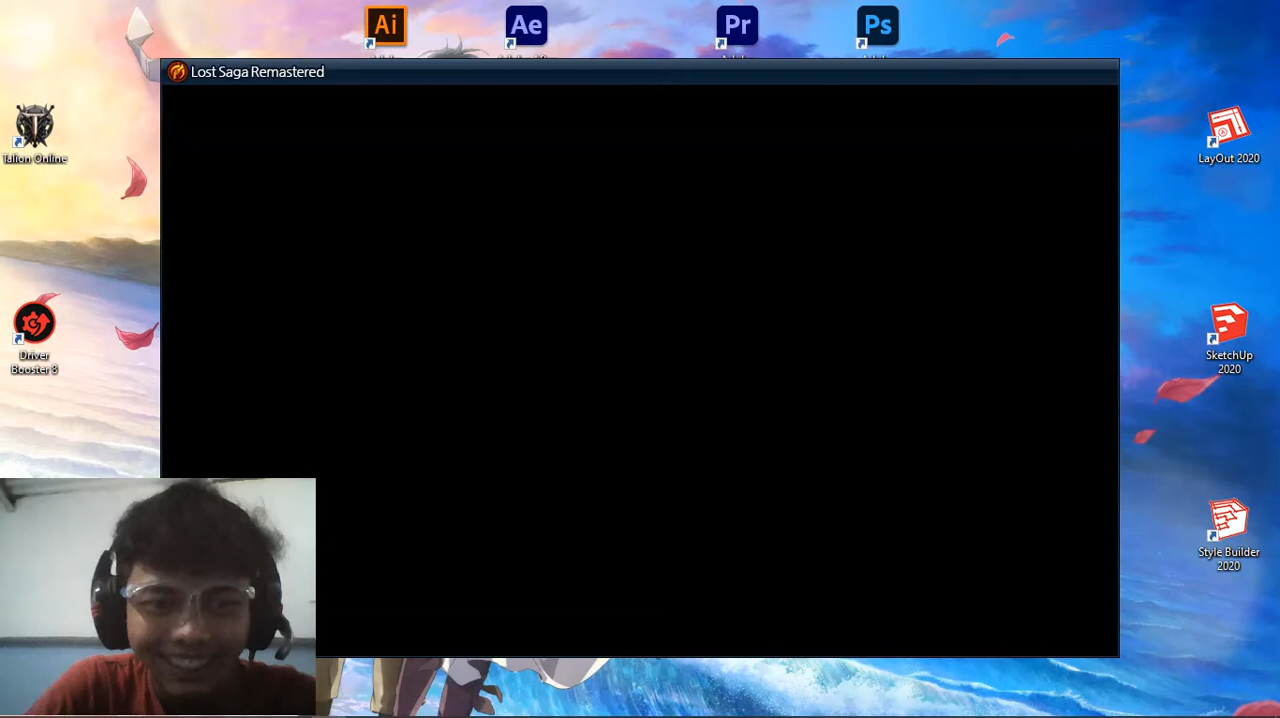 Ai
Ae
Pr
Ps
Lost Saga Remastered
Talion Online
LayOut 2020
Driver
Booster 8
SketchUp
2020
Style Builder
2020